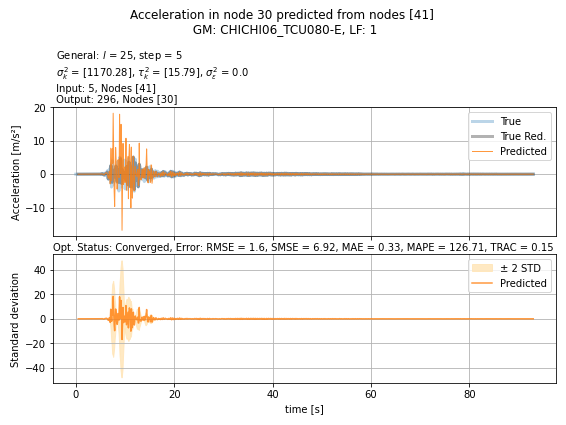 Acceleration in node 30 predicted from nodes [41]
GM: CHICHI06_TCU080-E, LF: 1
General: l = 25, step = 5
σ²ₖ = [1170.28], τ²ₖ = [15.79], σ²_ε = 0.0
Input: 5, Nodes [41]
Output: 296, Nodes [30]
20
10
0
−10
Acceleration [m/s²]
True
True Red.
Predicted
Opt. Status: Converged, Error: RMSE = 1.6, SMSE = 6.92, MAE = 0.33, MAPE = 126.71, TRAC = 0.15
40
20
0
−20
−40
Standard deviation
± 2 STD
Predicted
0 20 40 60 80
time [s]